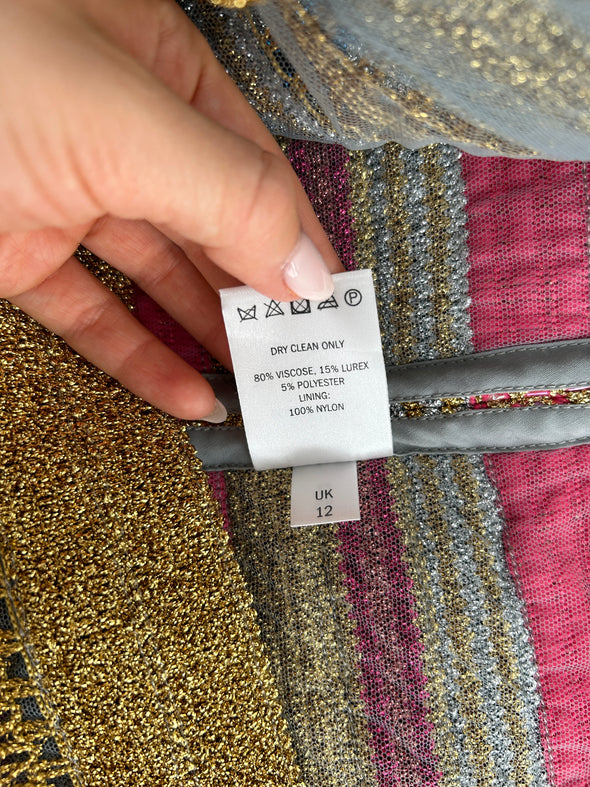 P
DRY CLEAN ONLY
80% VISCOSE, 15% LUREX
5% POLYESTER
LINING:
100% NYLON
UK
12